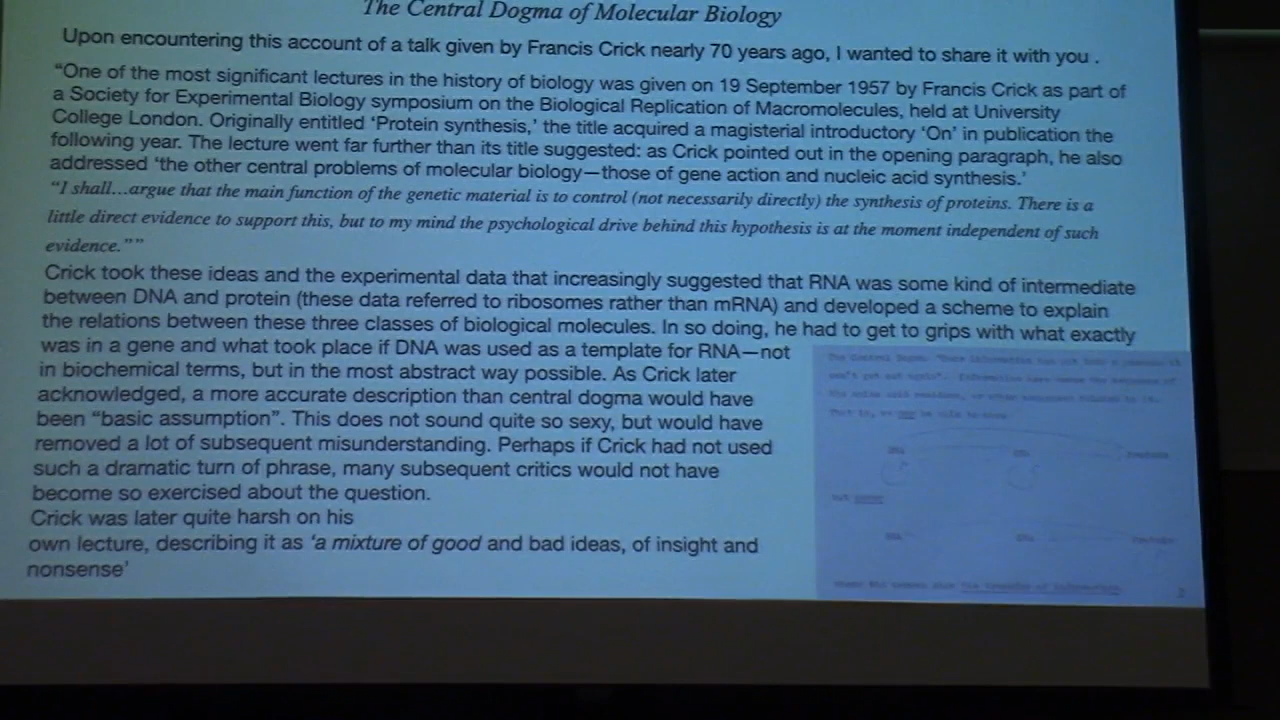 The Central Dogma of Molecular Biology
Upon encountering this account of a talk given by Francis Crick nearly 70 years ago, I wanted to share it with you .
“One of the most significant lectures in the history of biology was given on 19 September 1957 by Francis Crick as part of
a Society for Experimental Biology symposium on the Biological Replication of Macromolecules, held at University
College London. Originally entitled ‘Protein synthesis,’ the title acquired a magisterial introductory ‘On’ in publication the
following year. The lecture went far further than its title suggested: as Crick pointed out in the opening paragraph, he also
addressed ‘the other central problems of molecular biology—those of gene action and nucleic acid synthesis.’
“I shall…argue that the main function of the genetic material is to control (not necessarily directly) the synthesis of proteins. There is a
little direct evidence to support this, but to my mind the psychological drive behind this hypothesis is at the moment independent of such
evidence.””
Crick took these ideas and the experimental data that increasingly suggested that RNA was some kind of intermediate
between DNA and protein (these data referred to ribosomes rather than mRNA) and developed a scheme to explain
the relations between these three classes of biological molecules. In so doing, he had to get to grips with what exactly
was in a gene and what took place if DNA was used as a template for RNA—not
in biochemical terms, but in the most abstract way possible. As Crick later
acknowledged, a more accurate description than central dogma would have
been “basic assumption”. This does not sound quite so sexy, but would have
removed a lot of subsequent misunderstanding. Perhaps if Crick had not used
such a dramatic turn of phrase, many subsequent critics would not have
become so exercised about the question.
Crick was later quite harsh on his
own lecture, describing it as ‘a mixture of good and bad ideas, of insight and
nonsense’
The Central Dogma: